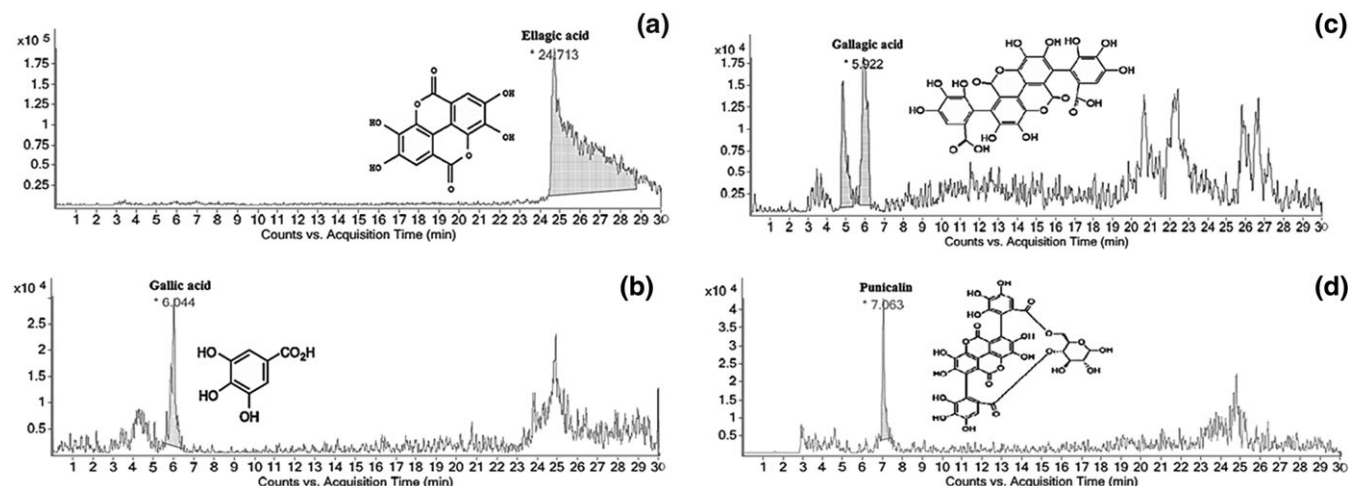 (a)
x10 5
Ellagic acid
* 24.713
1.75
1.5
1.25
1
0.75
0.5
0.25
O
O
OH
HO
OH
HO
O
O
1 2 3 4 5 6 7 8 9 10 11 12 13 14 15 16 17 18 19 20 21 22 23 24 25 26 27 28 29 30
Counts vs. Acquisition Time (min)
(c)
x10 4
Gallagic acid
* 5.922
1.75
1.5
1.25
1
0.75
0.5
0.25
1 2 3 4 5 6 7 8 9 10 11 12 13 14 15 16 17 18 19 20 21 22 23 24 25 26 27 28 29 30
Counts vs. Acquisition Time (min)
(b)
x10 4
Gallic acid
* 6.044
2.5
2
1.5
1
0.5
HO
CO2H
HO
OH
1 2 3 4 5 6 7 8 9 10 11 12 13 14 15 16 17 18 19 20 21 22 23 24 25 26 27 28 29 30
Counts vs. Acquisition Time (min)
(d)
x10 4
Punicalin
* 7.063
4
3.5
3
2.5
2
1.5
1
0.5
1 2 3 4 5 6 7 8 9 10 11 12 13 14 15 16 17 18 19 20 21 22 23 24 25 26 27 28 29 30
Counts vs. Acquisition Time (min)